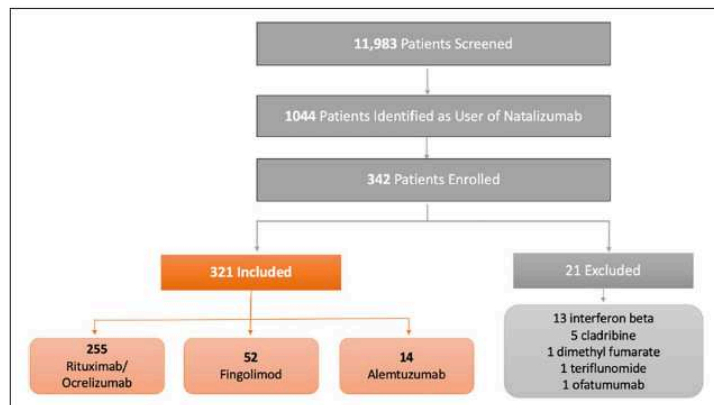 11,983 Patients Screened
1044 Patients Identified as User of Natalizumab
342 Patients Enrolled
321 Included
21 Excluded
255
Rituximab/
Ocrelizumab
52
Fingolimod
14
Alemtuzumab
13 interferon beta
5 cladribine
1 dimethyl fumarate
1 teriflunomide
1 ofatumumab